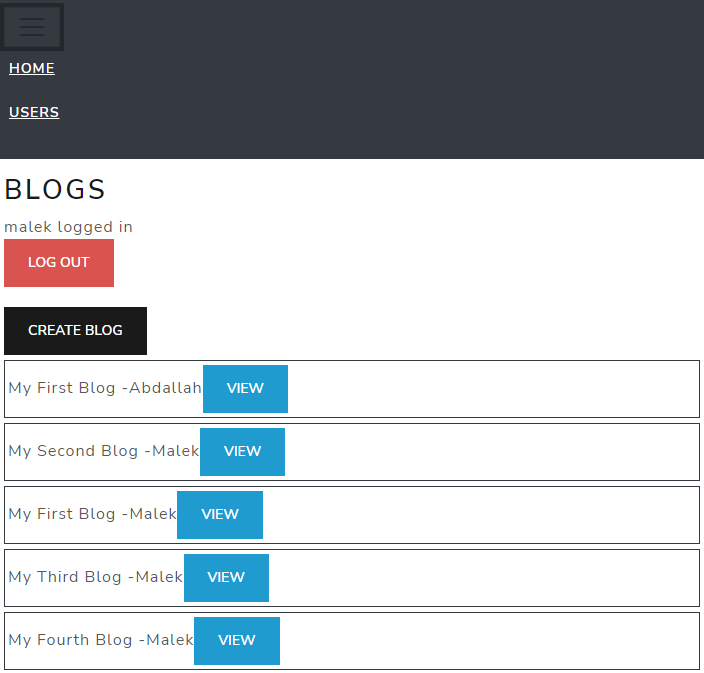 HOME
USERS
BLOGS
malek logged in
LOG OUT
CREATE BLOG
My First Blog -Abdallah VIEW
My Second Blog -Malek VIEW
My First Blog -Malek VIEW
My Third Blog -Malek VIEW
My Fourth Blog -Malek VIEW